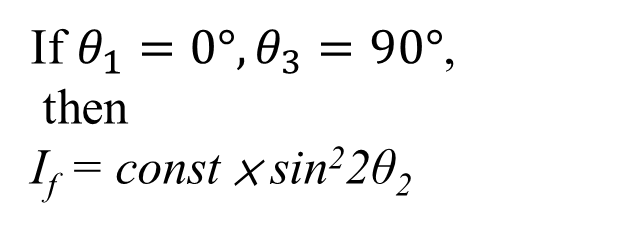 If θ₁ = 0°, θ₃ = 90°,
then
I_f = const × sin²2θ₂